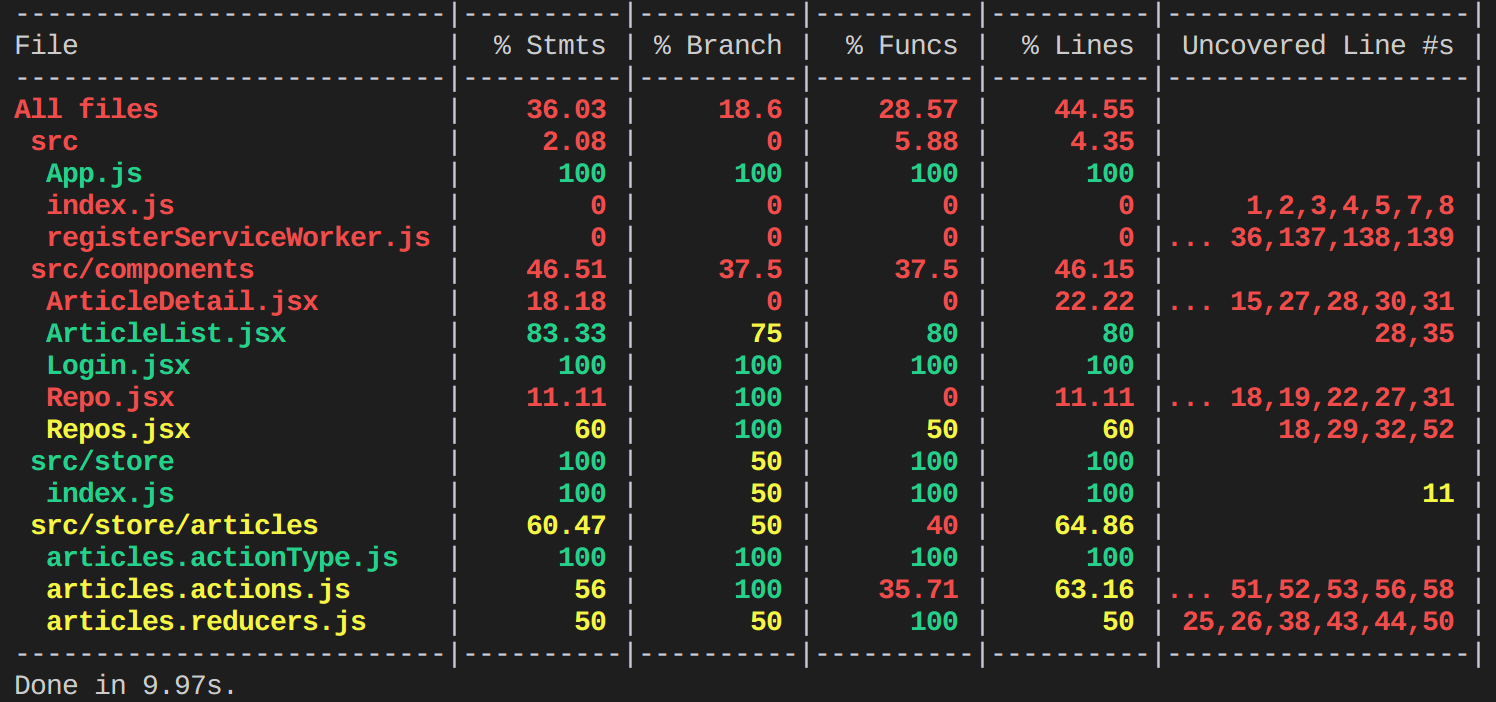 ---------------------------|----------|----------|----------|----------|-------------------|
File                       |  % Stmts | % Branch |  % Funcs |  % Lines | Uncovered Line #s |
---------------------------|----------|----------|----------|----------|-------------------|
All files                  |    36.03 |     18.6 |    28.57 |    44.55 |                   |
 src                       |     2.08 |        0 |     5.88 |     4.35 |                   |
  App.js                   |      100 |      100 |      100 |      100 |                   |
  index.js                 |        0 |        0 |        0 |        0 |     1,2,3,4,5,7,8 |
  registerServiceWorker.js |        0 |        0 |        0 |        0 |... 36,137,138,139 |
 src/components            |    46.51 |     37.5 |     37.5 |    46.15 |                   |
  ArticleDetail.jsx        |    18.18 |        0 |        0 |    22.22 |... 15,27,28,30,31 |
  ArticleList.jsx          |    83.33 |       75 |       80 |       80 |             28,35 |
  Login.jsx                |      100 |      100 |      100 |      100 |                   |
  Repo.jsx                 |    11.11 |      100 |        0 |    11.11 |... 18,19,22,27,31 |
  Repos.jsx                |       60 |      100 |       50 |       60 |       18,29,32,52 |
 src/store                 |      100 |       50 |      100 |      100 |                   |
  index.js                 |      100 |       50 |      100 |      100 |                11 |
 src/store/articles        |    60.47 |       50 |       40 |    64.86 |                   |
  articles.actionType.js   |      100 |      100 |      100 |      100 |                   |
  articles.actions.js      |       56 |      100 |    35.71 |    63.16 |... 51,52,53,56,58 |
  articles.reducers.js     |       50 |       50 |      100 |       50 | 25,26,38,43,44,50 |
---------------------------|----------|----------|----------|----------|-------------------|
Done in 9.97s.